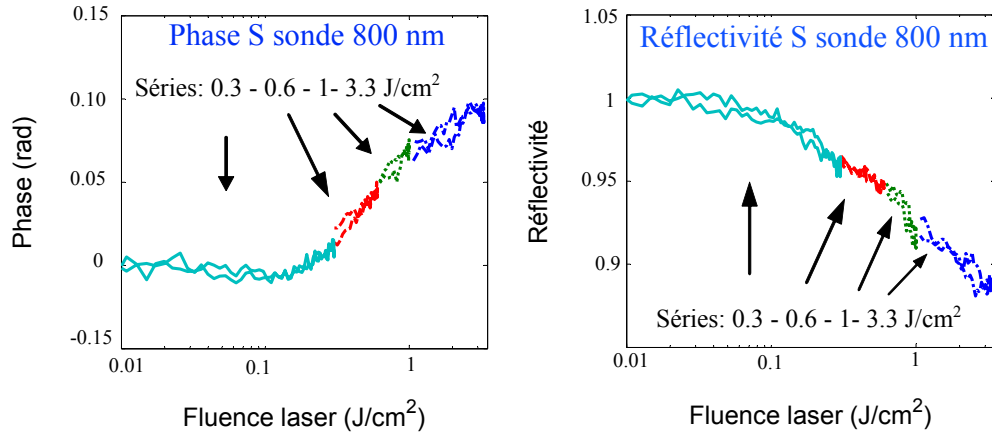 Phase S sonde 800 nm
Séries: 0.3 - 0.6 - 1- 3.3 J/cm²
0.15
0.10
0.05
0
-0.15
Phase (rad)
0.01
0.1
1
Fluence laser (J/cm²)
Réflectivité S sonde 800 nm
1.05
1
0.95
0.9
Réflectivité
Séries: 0.3 - 0.6 - 1- 3.3 J/cm²
0.01
0.1
1
Fluence laser (J/cm²)